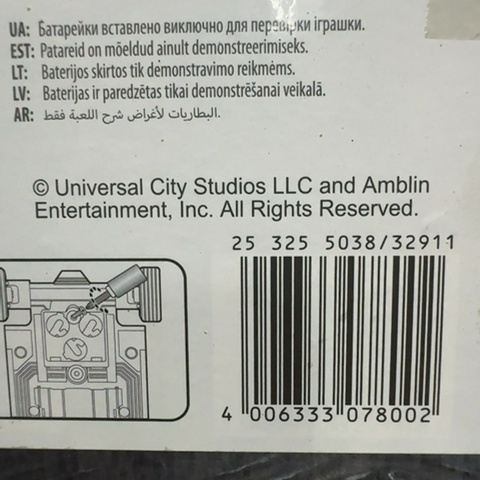 UA: Батарейки вставлено виключно для перевірки іграшки.
EST: Patareid on mõeldud ainult demonstreerimiseks.
LT: Baterijos skirtos tik demonstravimo reikmėms.
LV: Baterijas ir paredzētas tikai demonstrēšanai veikalā.
AR: البطاريات لأغراض شرح اللعبة فقط.
© Universal City Studios LLC and Amblin
Entertainment, Inc. All Rights Reserved.
25 325 5038/32911
4 006333 078002